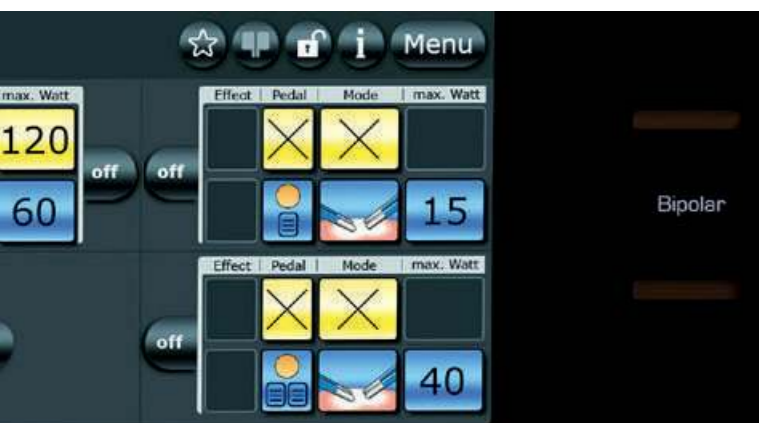 Menu
max. Watt
Effect Pedal Mode max. Watt
120
off off
60
15
Bipolar
Effect Pedal Mode max. Watt
off
40